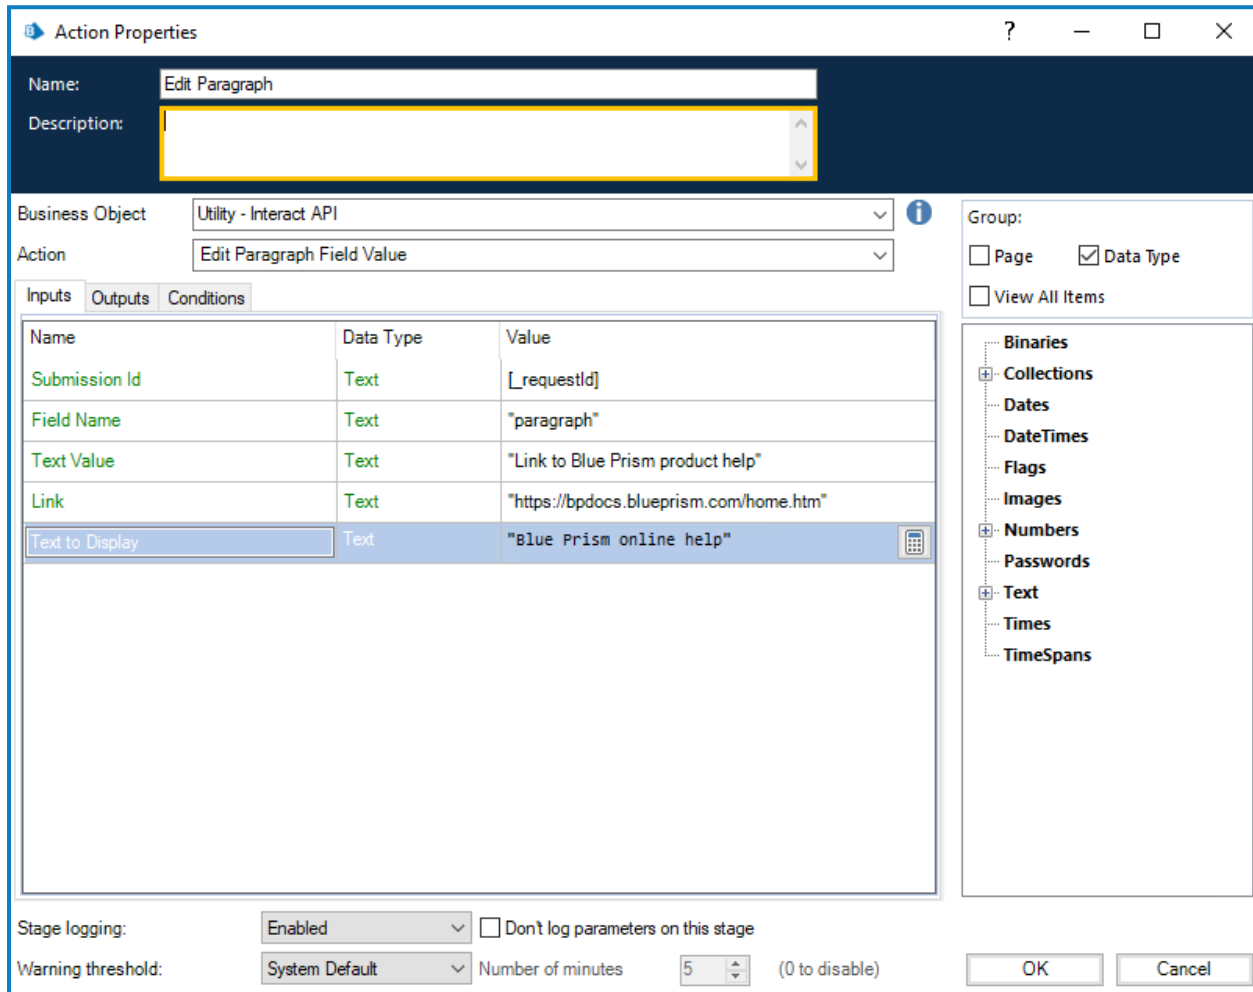 Action Properties
?
Name: Edit Paragraph
Description:
Business Object Utility - Interact API
Action Edit Paragraph Field Value
Group:
Page Data Type
View All Items
Inputs Outputs Conditions
Name Data Type Value
Submission Id Text [_requestId]
Field Name Text "paragraph"
Text Value Text "Link to Blue Prism product help"
Link Text "https://bpdocs.blueprism.com/home.htm"
Text to Display Text "Blue Prism online help"
Binaries
Collections
Dates
DateTimes
Flags
Images
Numbers
Passwords
Text
Times
TimeSpans
Stage logging: Enabled Don't log parameters on this stage
Warning threshold: System Default Number of minutes 5 (0 to disable)
OK Cancel